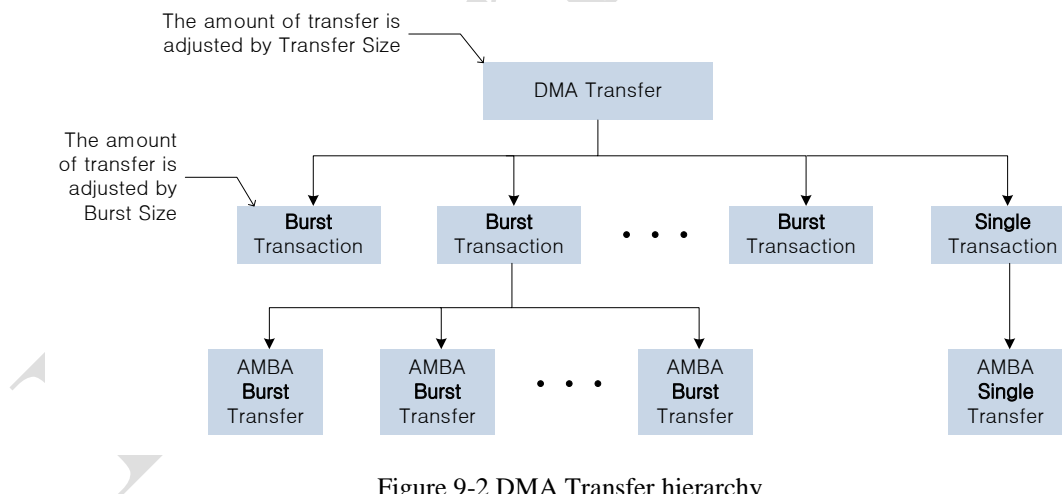 The amount of transfer is
adjusted by Transfer Size
DMA Transfer
The amount
of transfer is
adjusted by
Burst Size
Burst
Transaction
Burst
Transaction
• • •
Burst
Transaction
Single
Transaction
AMBA
Burst
Transfer
AMBA
Burst
Transfer
• • •
AMBA
Burst
Transfer
AMBA
Single
Transfer
Figure 9-2 DMA Transfer hierarchy